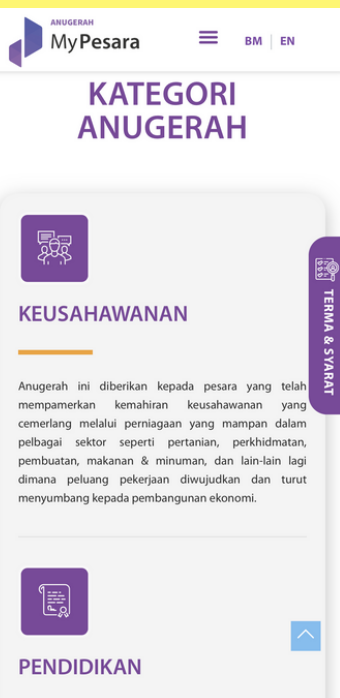 ANUGERAH
MyPesara
BM | EN
KATEGORI
ANUGERAH
TERMA & SYARAT
KEUSAHAWANAN
Anugerah ini diberikan kepada pesara yang telah
mempamerkan kemahiran keusahawanan yang
cemerlang melalui perniagaan yang mampan dalam
pelbagai sektor seperti pertanian, perkhidmatan,
pembuatan, makanan & minuman, dan lain-lain lagi
dimana peluang pekerjaan diwujudkan dan turut
menyumbang kepada pembangunan ekonomi.
PENDIDIKAN